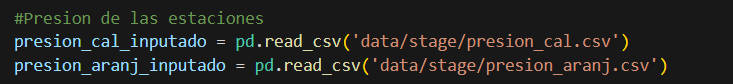 #Presion de las estaciones
presion_cal_inputado = pd.read_csv('data/stage/presion_cal.csv')
presion_aranj_inputado = pd.read_csv('data/stage/presion_aranj.csv')